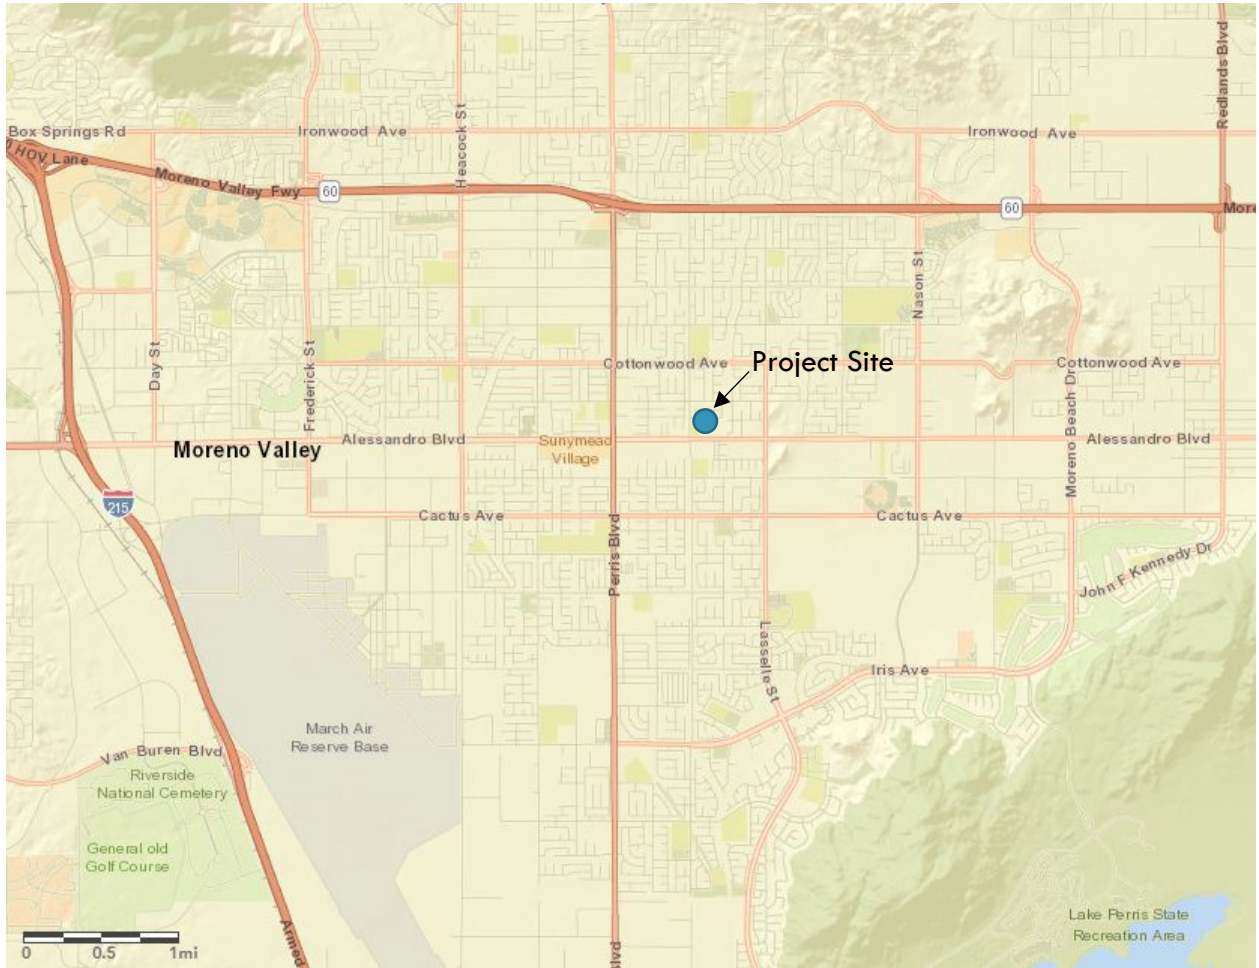 Redlands Blvd
Heacock St
Box Springs Rd
Ironwood Ave
Ironwood Ave
HOV Lane
Moreno Valley Fwy
60
60
More
Nason St
Day St
Frederick St
Cottonwood Ave
Project Site
Cottonwood Ave
Moreno Beach Dr
Moreno Valley
Alessandro Blvd
Sunymead
Village
Alessandro Blvd
215
Cactus Ave
Cactus Ave
Perris Blvd
John F Kennedy Dr
Lasselle St
Iris Ave
March Air
Reserve Base
Van Buren Blvd
Riverside
National Cemetery
General old
Golf Course
Lake Perris State
Recreation Area
Armed
Blvd
0 0.5 1mi